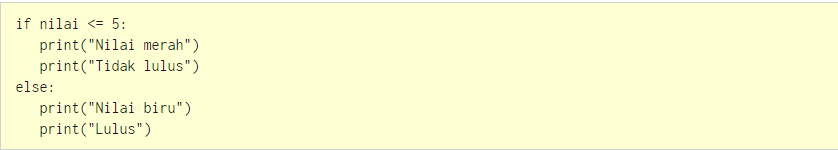 if nilai <= 5:
   print("Nilai merah")
   print("Tidak lulus")
else:
   print("Nilai biru")
   print("Lulus")